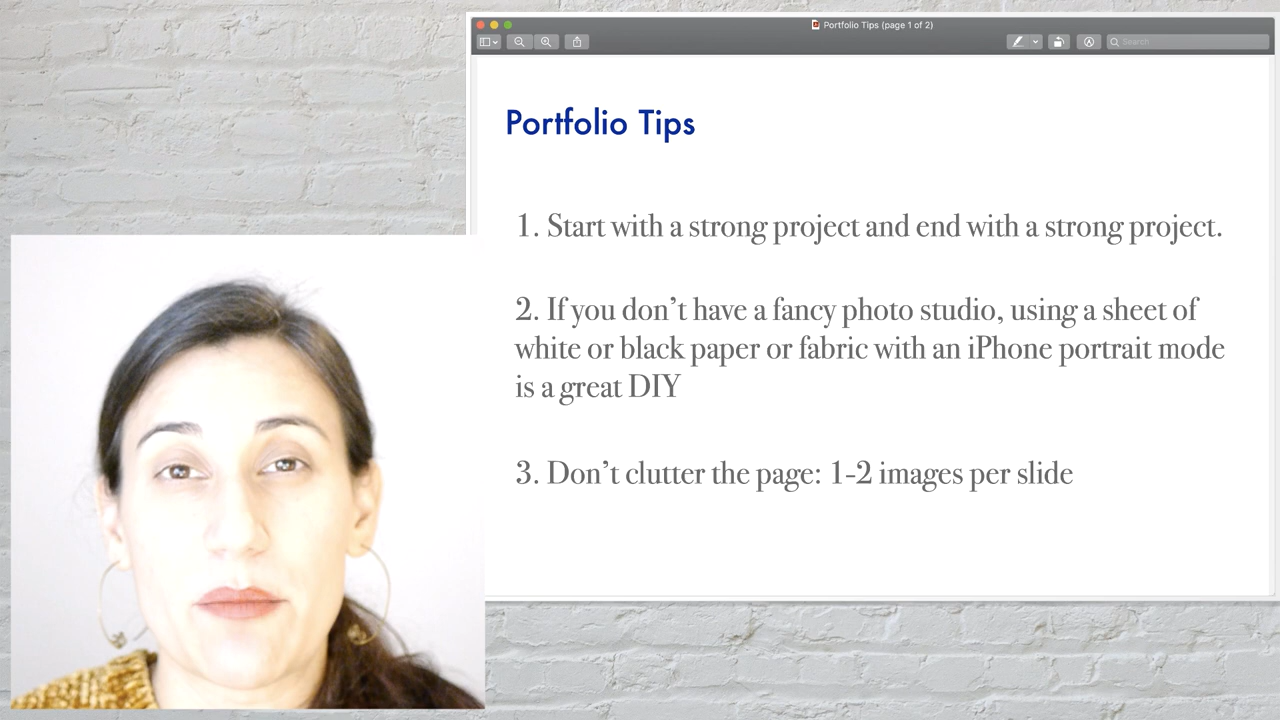 Portfolio Tips (page 1 of 2)
Search
Portfolio Tips
1. Start with a strong project and end with a strong project.
2. If you don’t have a fancy photo studio, using a sheet of
white or black paper or fabric with an iPhone portrait mode
is a great DIY
3. Don’t clutter the page: 1-2 images per slide